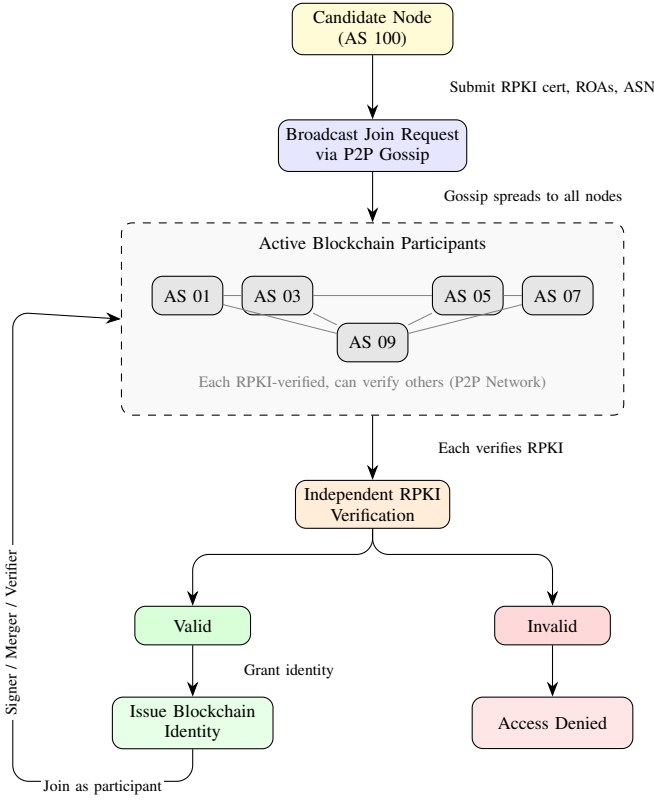 Candidate Node
(AS 100)
Submit RPKI cert, ROAs, ASN
Broadcast Join Request
via P2P Gossip
Gossip spreads to all nodes
Active Blockchain Participants
AS 01
AS 03
AS 05
AS 07
AS 09
Each RPKI-verified, can verify others (P2P Network)
Each verifies RPKI
Independent RPKI
Verification
Signer / Merger / Verifier
Valid
Invalid
Grant identity
Issue Blockchain
Identity
Access Denied
Join as participant